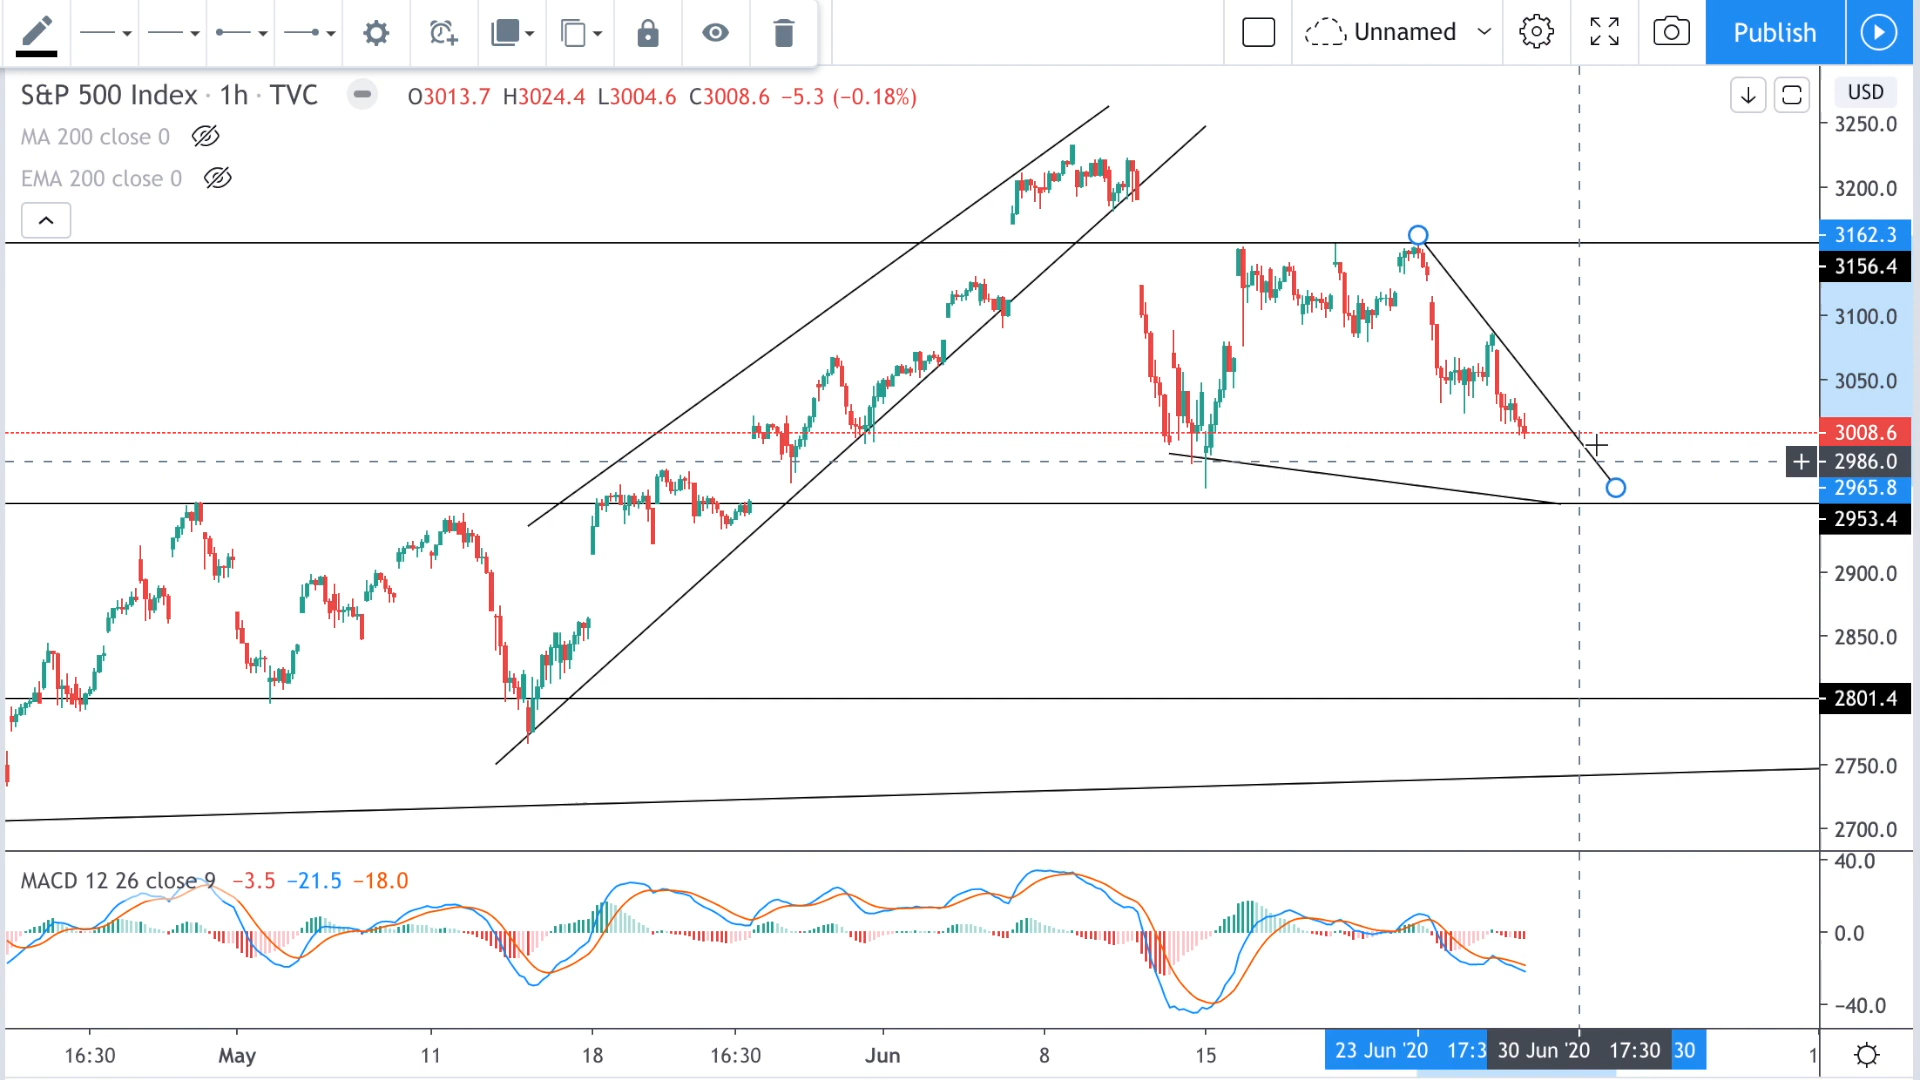 Unnamed
Publish
S&P 500 Index · 1h · TVC O3013.7 H3024.4 L3004.6 C3008.6 −5.3 (−0.18%)
MA 200 close 0
EMA 200 close 0
USD
3250.0
3200.0
3162.3
3156.4
3100.0
3050.0
3008.6
2986.0
2965.8
2953.4
2900.0
2850.0
2801.4
2750.0
2700.0
MACD 12 26 close 9 −3.5 −21.5 −18.0
40.0
0.0
−40.0
16:30 May 11 18 16:30 Jun 8 15 23 Jun '20 17:3 30 Jun '20 17:30 30 1